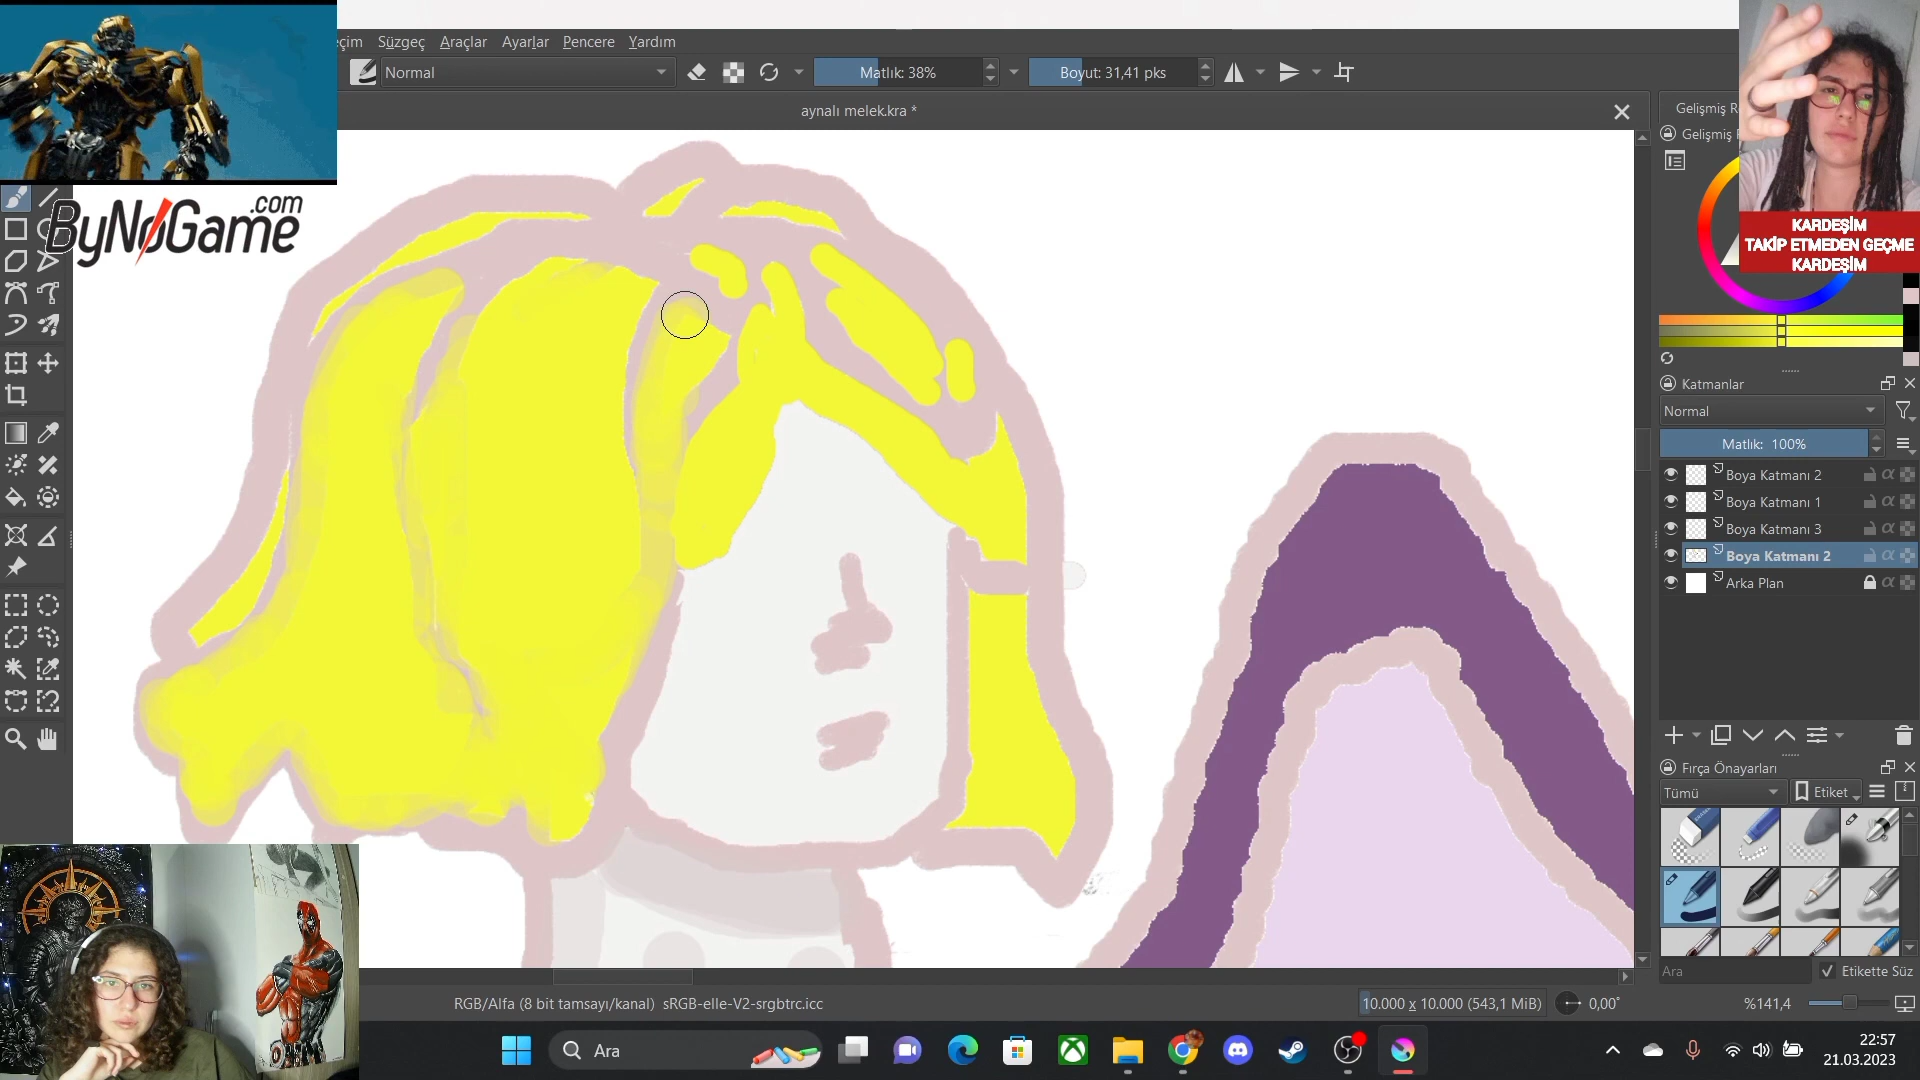 eçim Süzgeç Araçlar Ayarlar Pencere Yardım
Normal
Matlık: 38%
Boyut: 31,41 pks
aynalı melek.kra *
Gelişmiş R
Gelişmiş
ByNoGame
.com
KARDEŞİM
TAKİP ETMEDEN GEÇME
KARDEŞİM
Katmanlar
Normal
Matlık: 100%
Boya Katmanı 2
Boya Katmanı 1
Boya Katmanı 3
Boya Katmanı 2
Arka Plan
Fırça Önayarları
Tümü
Etiket
Ara
Etikette Süz
RGB/Alfa (8 bit tamsayı/kanal) sRGB-elle-V2-srgbtrc.icc
10.000 x 10.000 (543,1 MiB)
0,00°
%141,4
Ara
22:57
21.03.2023